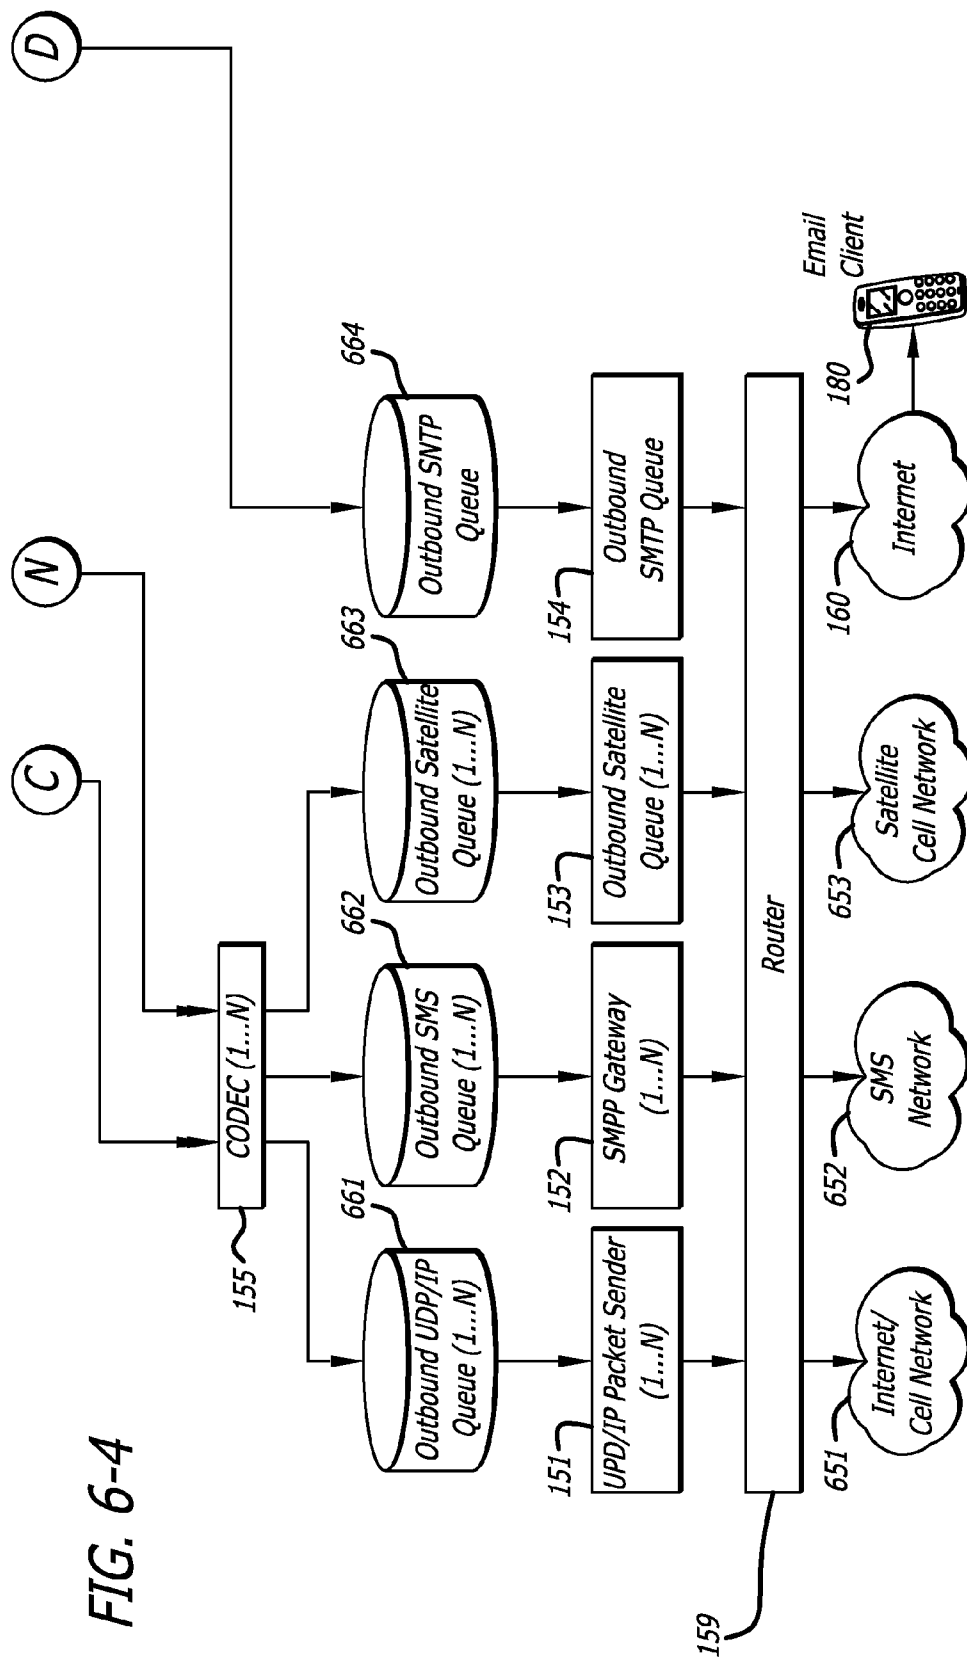 FIG. 6-4
C
N
D
155
CODEC (1...N)
661
662
663
664
Outbound UDP/IP
Queue (1...N)
Outbound SMS
Queue (1...N)
Outbound Satellite
Queue (1...N)
Outbound SNTP
Queue
151
UPD/IP Packet Sender
(1...N)
152
SMPP Gateway
(1...N)
153
Outbound Satellite
Queue (1...N)
154
Outbound
SMTP Queue
159
Router
651
Internet/
Cell Network
652
SMS
Network
653
Satellite
Cell Network
160
Internet
180
Email
Client